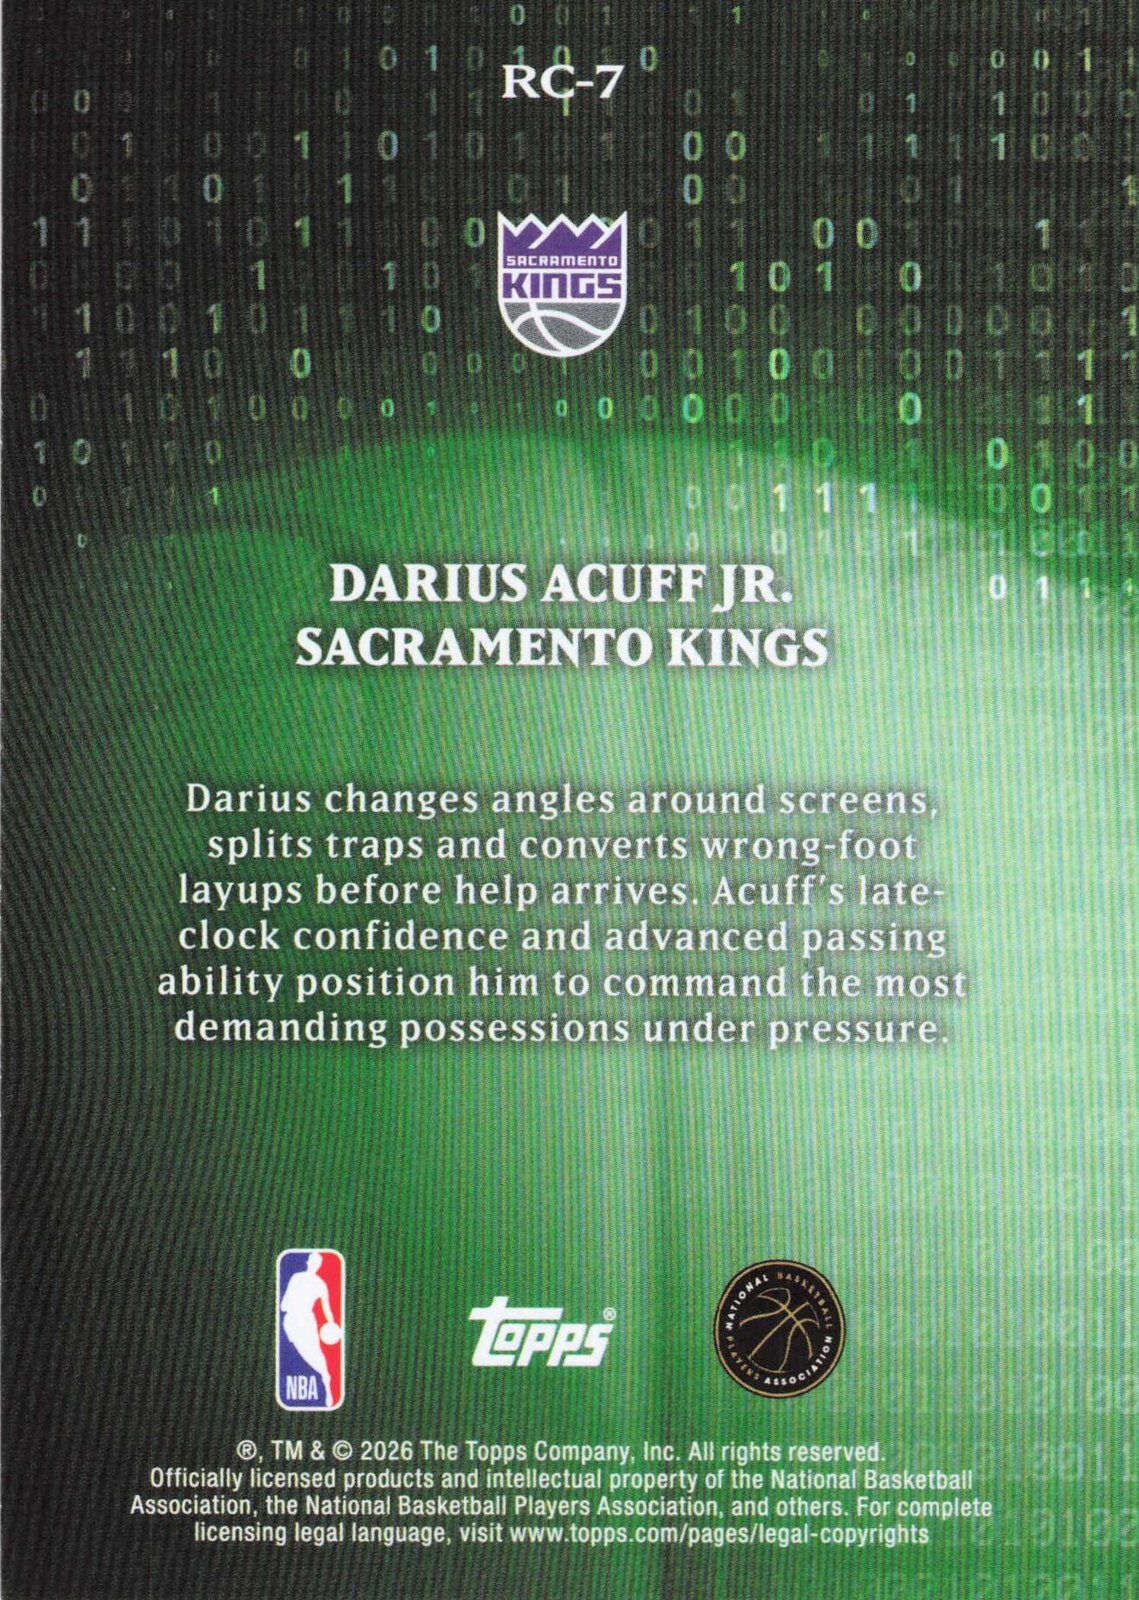 RC-7
SACRAMENTO
KINGS
DARIUS ACUFF JR.
SACRAMENTO KINGS
Darius changes angles around screens,
splits traps and converts wrong-foot
layups before help arrives. Acuff's late-
clock confidence and advanced passing
ability position him to command the most
demanding possessions under pressure.
NBA
Topps®
NATIONAL BASKETBALL
PLAYERS ASSOCIATION
®, TM & © 2026 The Topps Company, Inc. All rights reserved.
Officially licensed products and intellectual property of the National Basketball
Association, the National Basketball Players Association, and others. For complete
licensing legal language, visit www.topps.com/pages/legal-copyrights